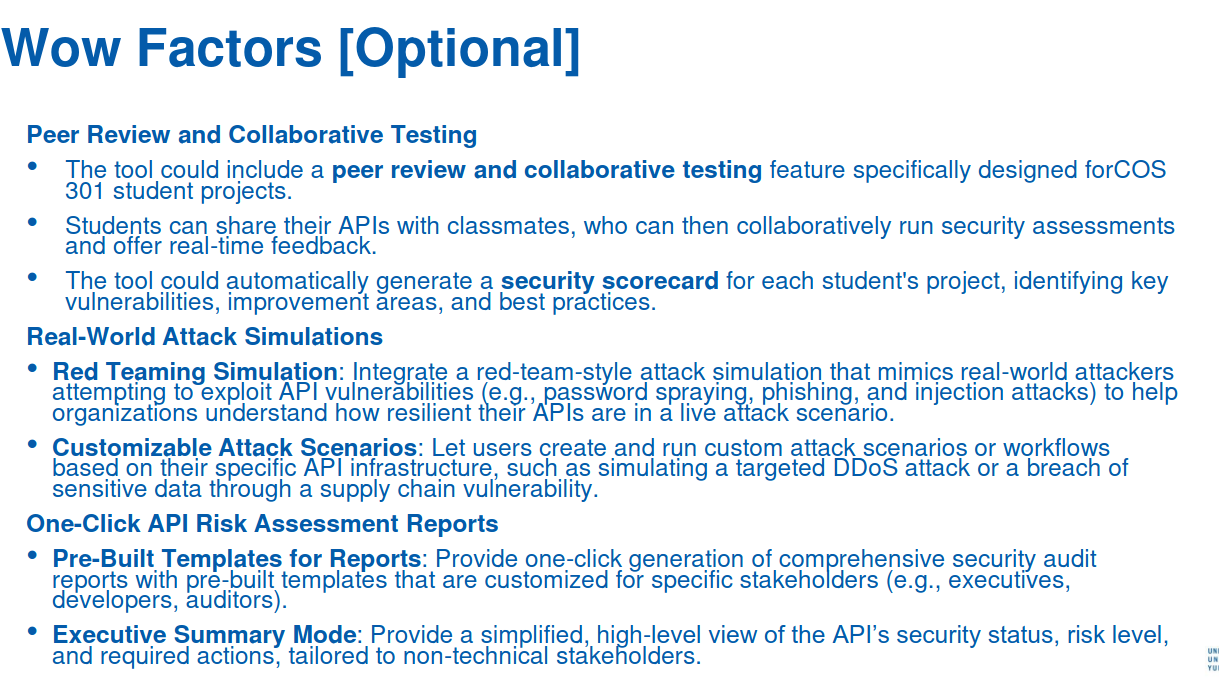 Wow Factors [Optional]
Peer Review and Collaborative Testing
• The tool could include a peer review and collaborative testing feature specifically designed forCOS
301 student projects.
• Students can share their APIs with classmates, who can then collaboratively run security assessments
and offer real-time feedback.
• The tool could automatically generate a security scorecard for each student's project, identifying key
vulnerabilities, improvement areas, and best practices.
Real-World Attack Simulations
• Red Teaming Simulation: Integrate a red-team-style attack simulation that mimics real-world attackers
attempting to exploit API vulnerabilities (e.g., password spraying, phishing, and injection attacks) to help
organizations understand how resilient their APIs are in a live attack scenario.
• Customizable Attack Scenarios: Let users create and run custom attack scenarios or workflows
based on their specific API infrastructure, such as simulating a targeted DDoS attack or a breach of
sensitive data through a supply chain vulnerability.
One-Click API Risk Assessment Reports
• Pre-Built Templates for Reports: Provide one-click generation of comprehensive security audit
reports with pre-built templates that are customized for specific stakeholders (e.g., executives,
developers, auditors).
• Executive Summary Mode: Provide a simplified, high-level view of the API’s security status, risk level,
and required actions, tailored to non-technical stakeholders.